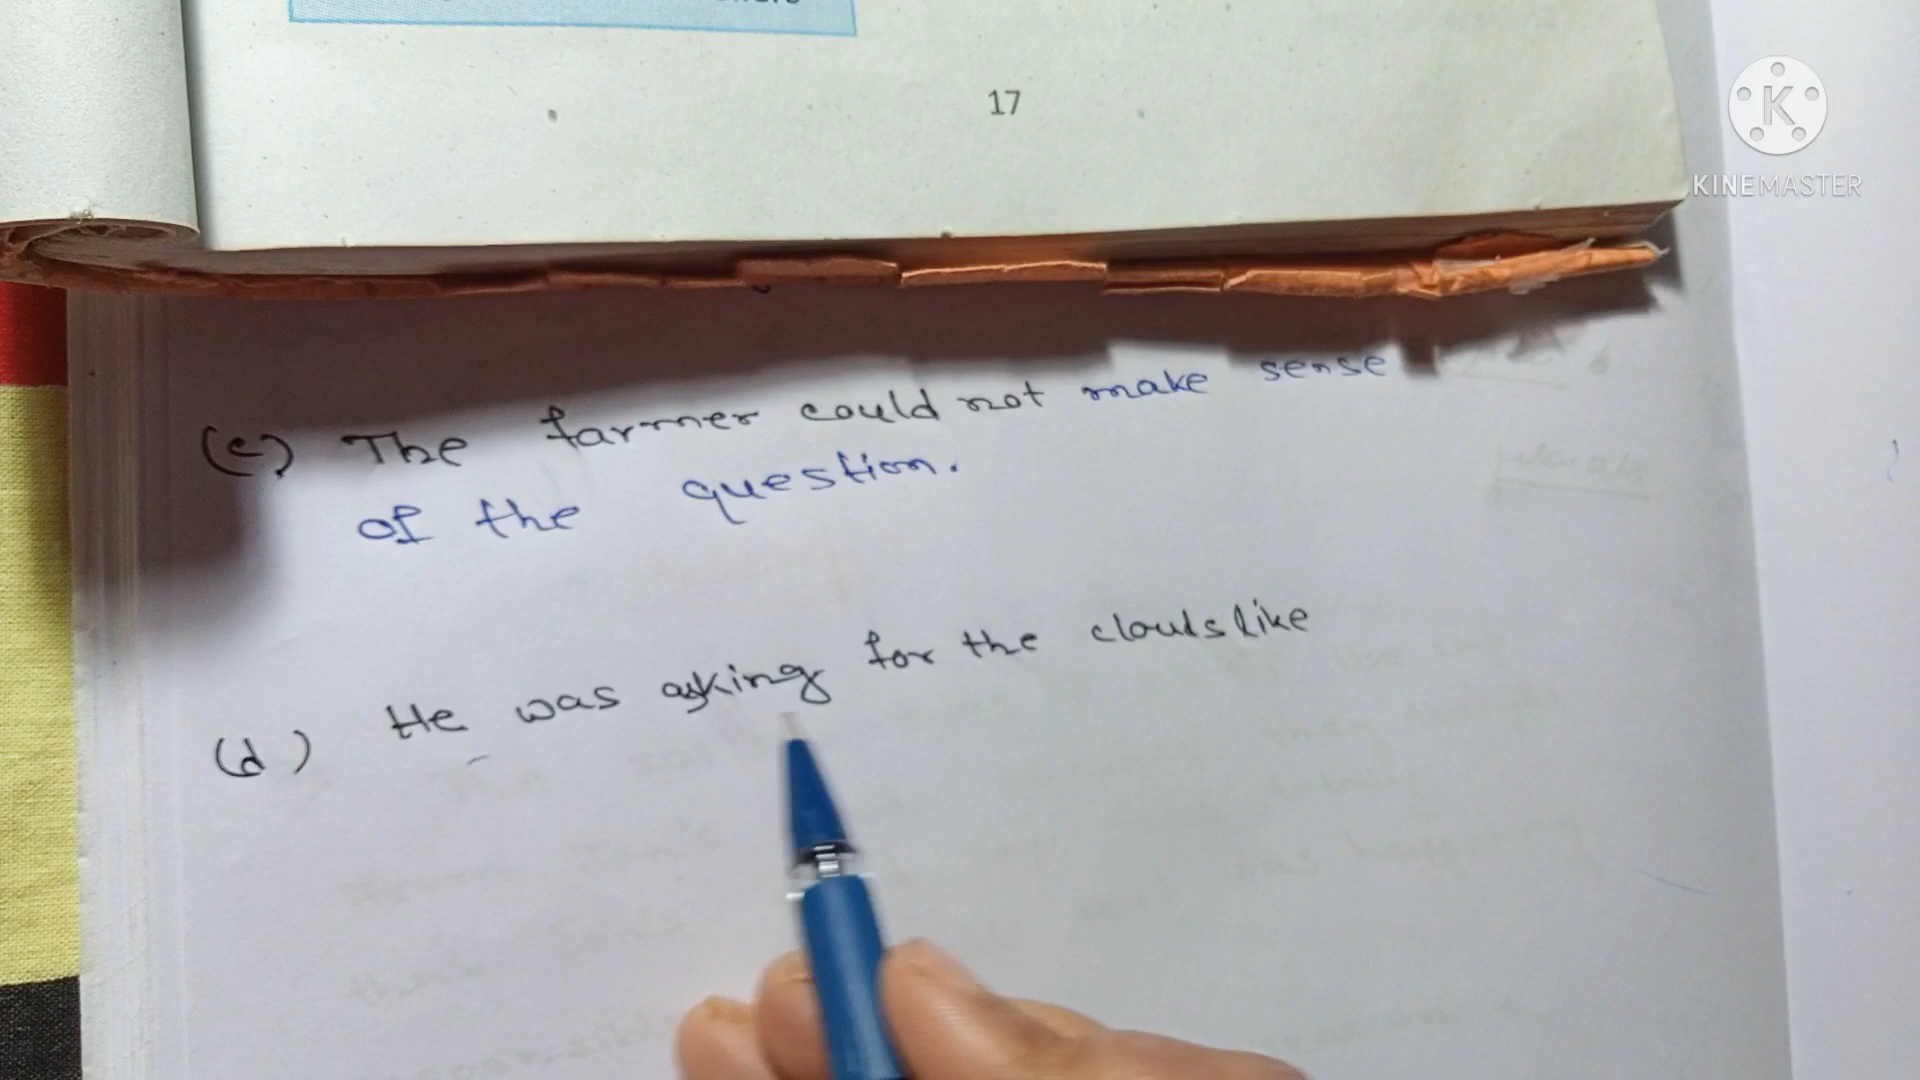 17
KINEMASTER
(c) The farmer could not make sense
of the question.
(d) He was asking for the clouds like